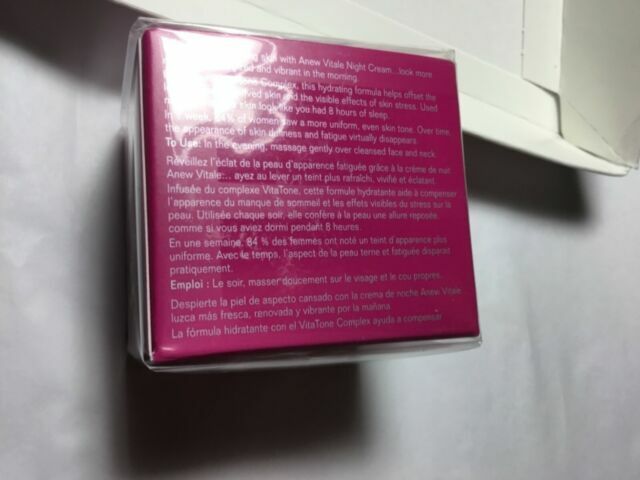 skin with Anew Vitale Night Cream...look more
and vibrant in the morning.
Complex, this hydrating formula helps offset the
skin and the visible effects of skin stress. Used
skin look like you had 8 hours of sleep.
In a week, 84% of women saw a more uniform, even skin tone. Over time,
the appearance of skin dullness and fatigue virtually disappears.
To Use: In the evening, massage gently over cleansed face and neck.
Réveillez l'éclat de la peau d'apparence fatiguée grâce à la crème de nuit
Anew Vitale... ayez au lever un teint plus rafraîchi, vivifié et éclatant.
Infusée du complexe VitaTone, cette formule hydratante aide à compenser
l'apparence du manque de sommeil et les effets visibles du stress sur la
peau. Utilisée chaque soir, elle confère à la peau une allure reposée,
comme si vous aviez dormi pendant 8 heures.
En une semaine, 84 % des femmes ont noté un teint d'apparence plus
uniforme. Avec le temps, l'aspect de la peau terne et fatiguée disparaît
pratiquement.
Emploi : Le soir, masser doucement sur le visage et le cou propres.
Despierte la piel de aspecto cansado con la crema de noche Anew Vitale
luzca más fresca, renovada y vibrante por la mañana
La fórmula hidratante con el VitaTone Complex ayuda a compensar